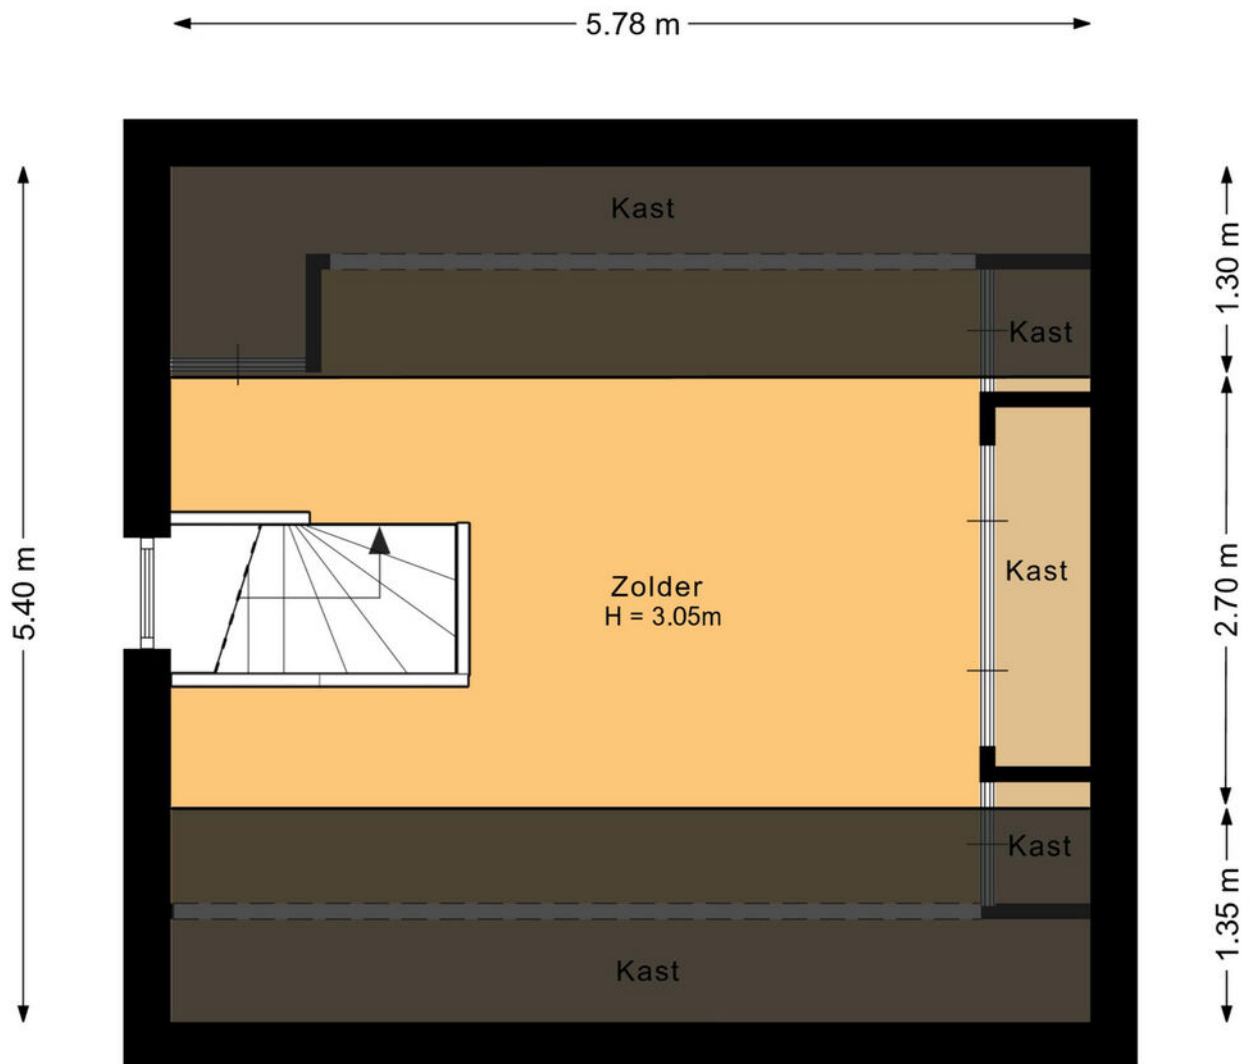 5.78 m
Kast
1.30 m
Kast
5.40 m
Zolder
H = 3.05m
Kast
2.70 m
Kast
1.35 m
Kast